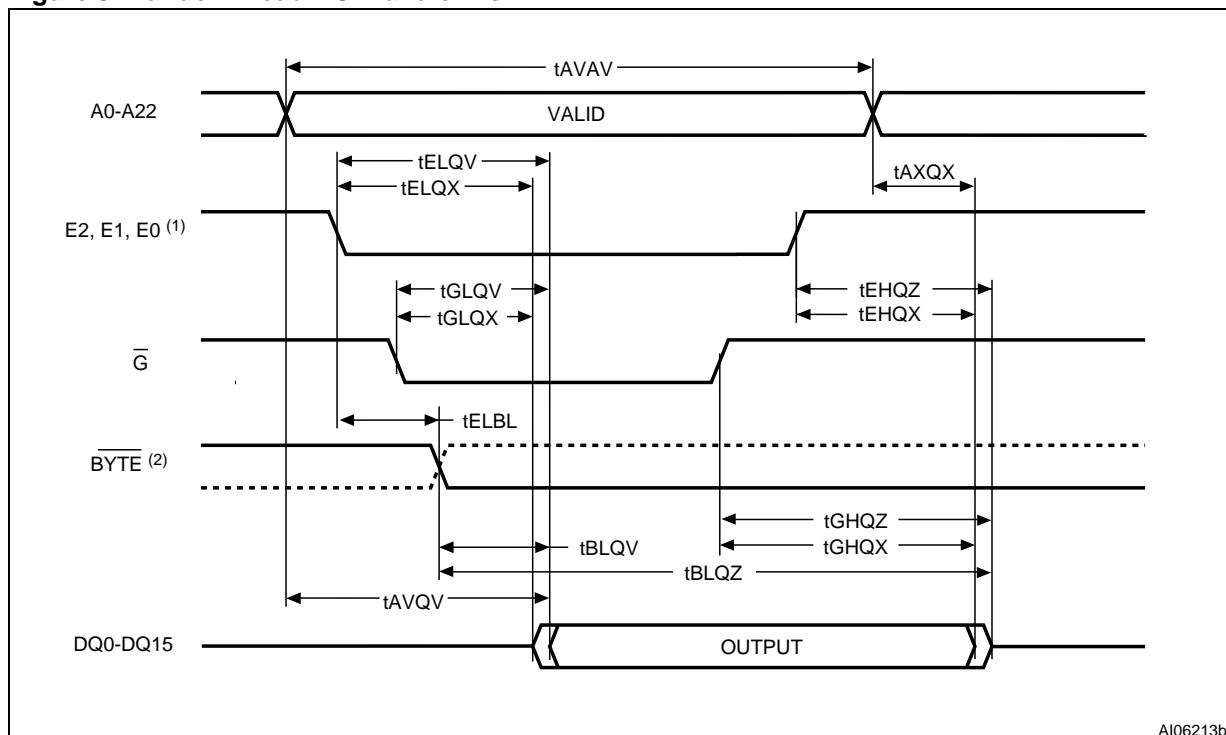 tAVAV
A0-A22
VALID
tELQV
tAXQX
tELQX
E2, E1, E0 (1)
tGLQV
tEHQZ
tGLQX
tEHQX
G
tELBL
BYTE (2)
tGHQZ
tBLQV
tGHQX
tBLQZ
tAVQV
DQ0-DQ15
OUTPUT
AI06213b